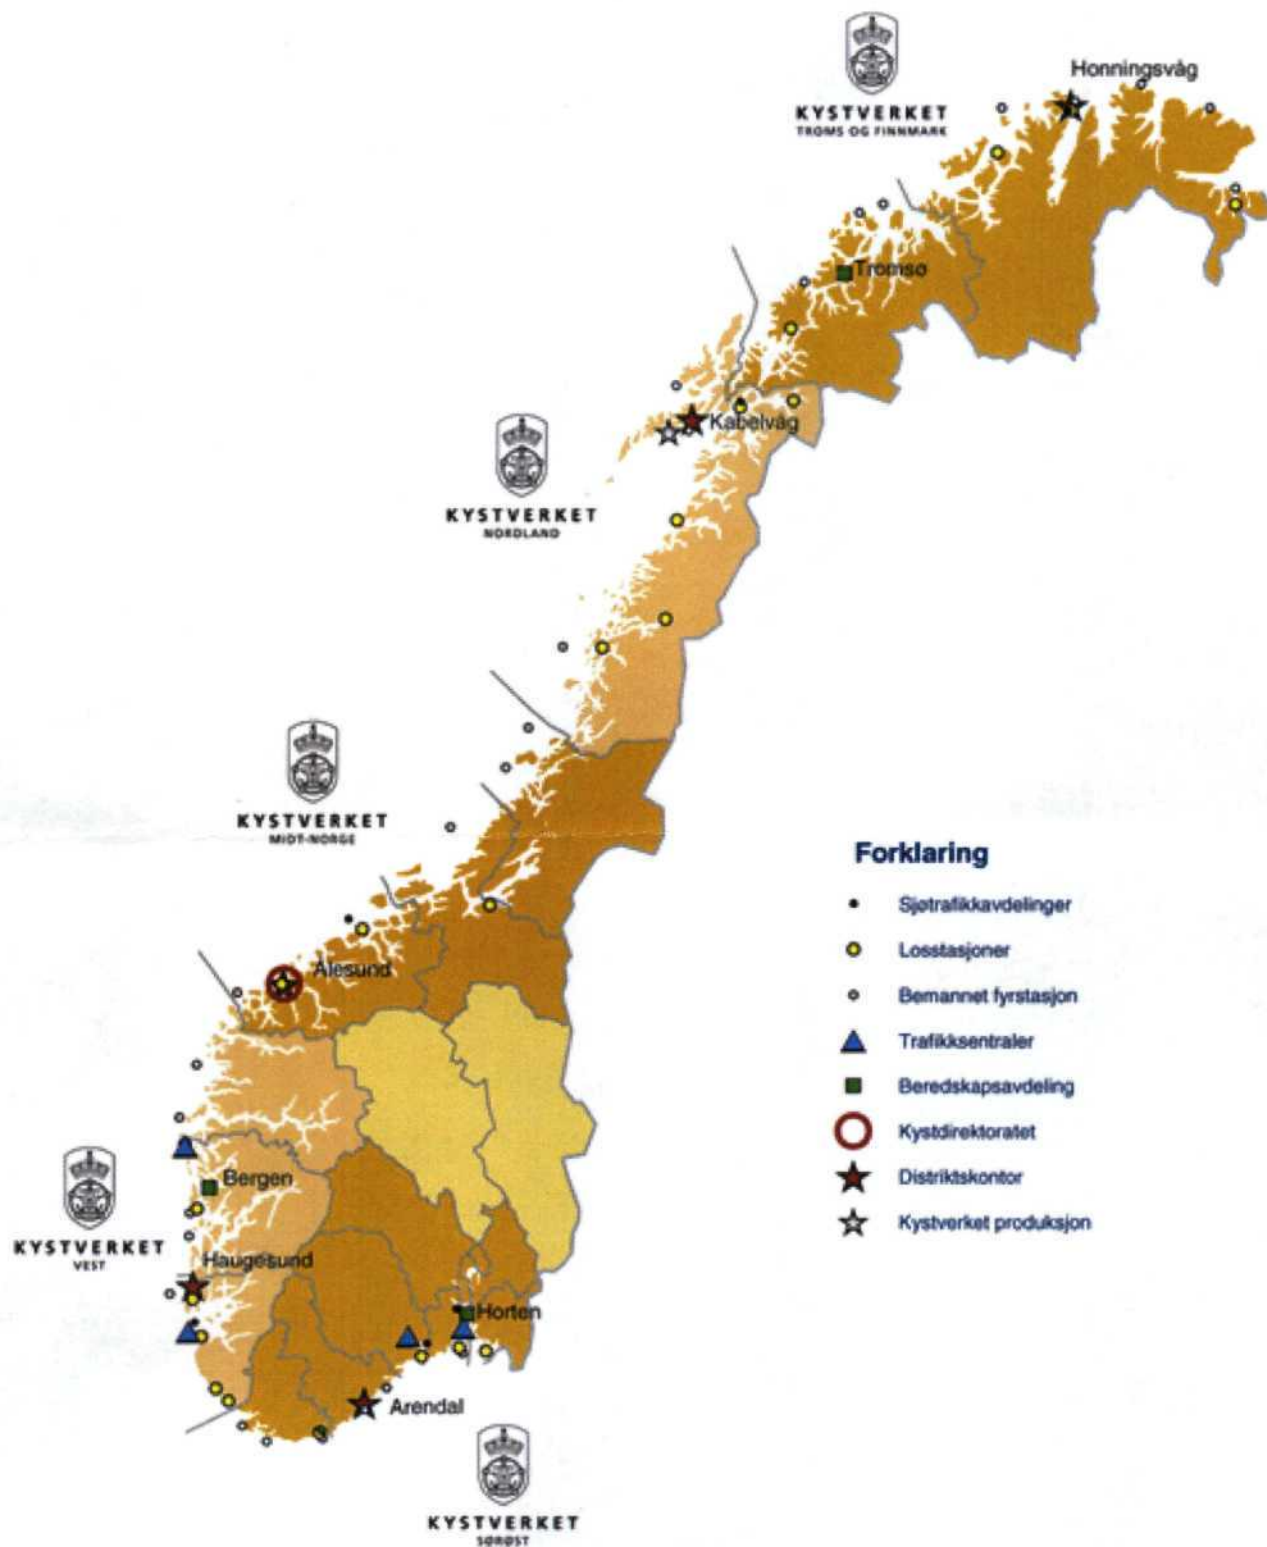 KYSTVERKET
TROMS OG FINNMARK
Honningsvåg
Tromsø
Kabelvåg
KYSTVERKET
NORDLAND
KYSTVERKET
MIDT-NORGE
Ålesund
Forklaring
Sjøtrafikkavdelinger
Losstasjoner
Bemannet fyrstasjon
Trafikksentraler
Beredskapsavdeling
Kystdirektoratet
Distriktskontor
Kystverket produksjon
Bergen
KYSTVERKET
VEST
Haugesund
Horten
Arendal
KYSTVERKET
SØRØST